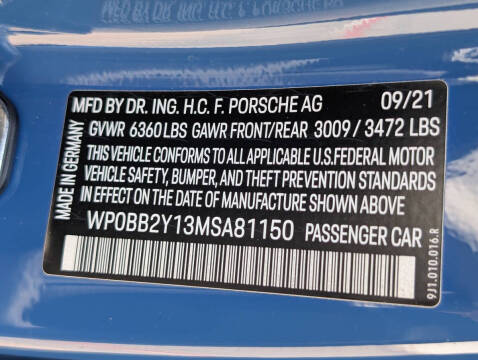 MFD BY DR. ING. H.C. F. PORSCHE AG 09/21
GVWR 6360 LBS GAWR FRONT/REAR 3009 / 3472 LBS
THIS VEHICLE CONFORMS TO ALL APPLICABLE U.S.FEDERAL MOTOR
VEHICLE SAFETY, BUMPER, AND THEFT PREVENTION STANDARDS
IN EFFECT ON THE DATE OF MANUFACTURE SHOWN ABOVE
WP0BB2Y13MSA81150 PASSENGER CAR
MADE IN GERMANY
9J1.010.016.R